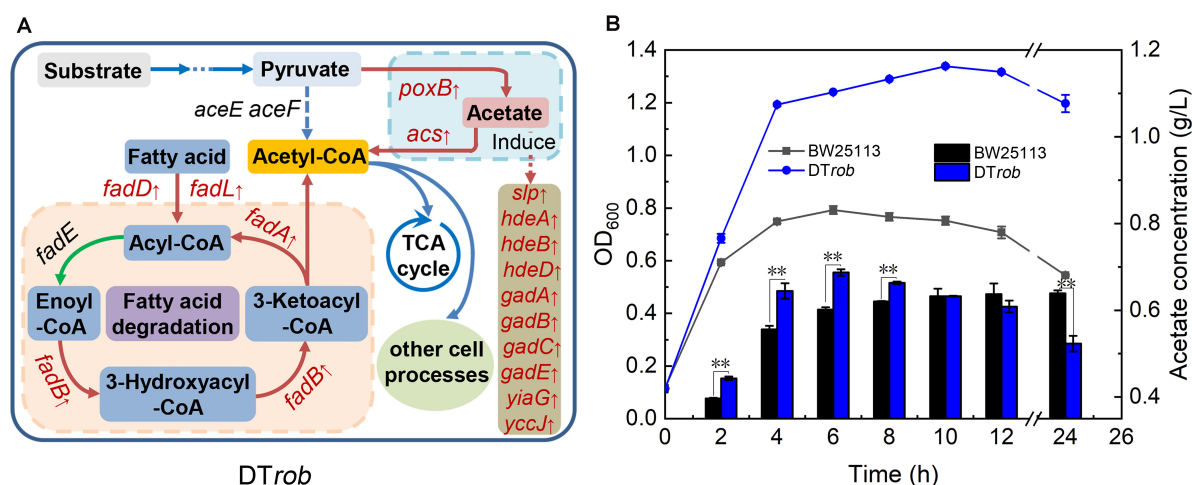 A
Substrate
Pyruvate
poxB↑
Acetate
aceE aceF
acs↑
Induce
Fatty acid
Acetyl-CoA
fadD↑
fadL↑
slp↑
hdeA↑
hdeB↑
hdeD↑
gadA↑
gadB↑
gadC↑
gadE↑
yiaG↑
yccJ↑
fadE
Acyl-CoA
fadA↑
TCA
cycle
Enoyl
-CoA
Fatty acid
degradation
3-Ketoacyl
-CoA
other cell
processes
fadB↑
3-Hydroxyacyl
-CoA
fadB↑
DTrob
B
OD600
1.4
1.2
1.0
0.8
0.6
0.4
0.2
0.0
BW25113
DTrob
BW25113
DTrob
**
**
**
**
**
1.2
1.0
0.8
0.6
0.4
Acetate concentration (g/L)
0 2 4 6 8 10 12 24 26
Time (h)